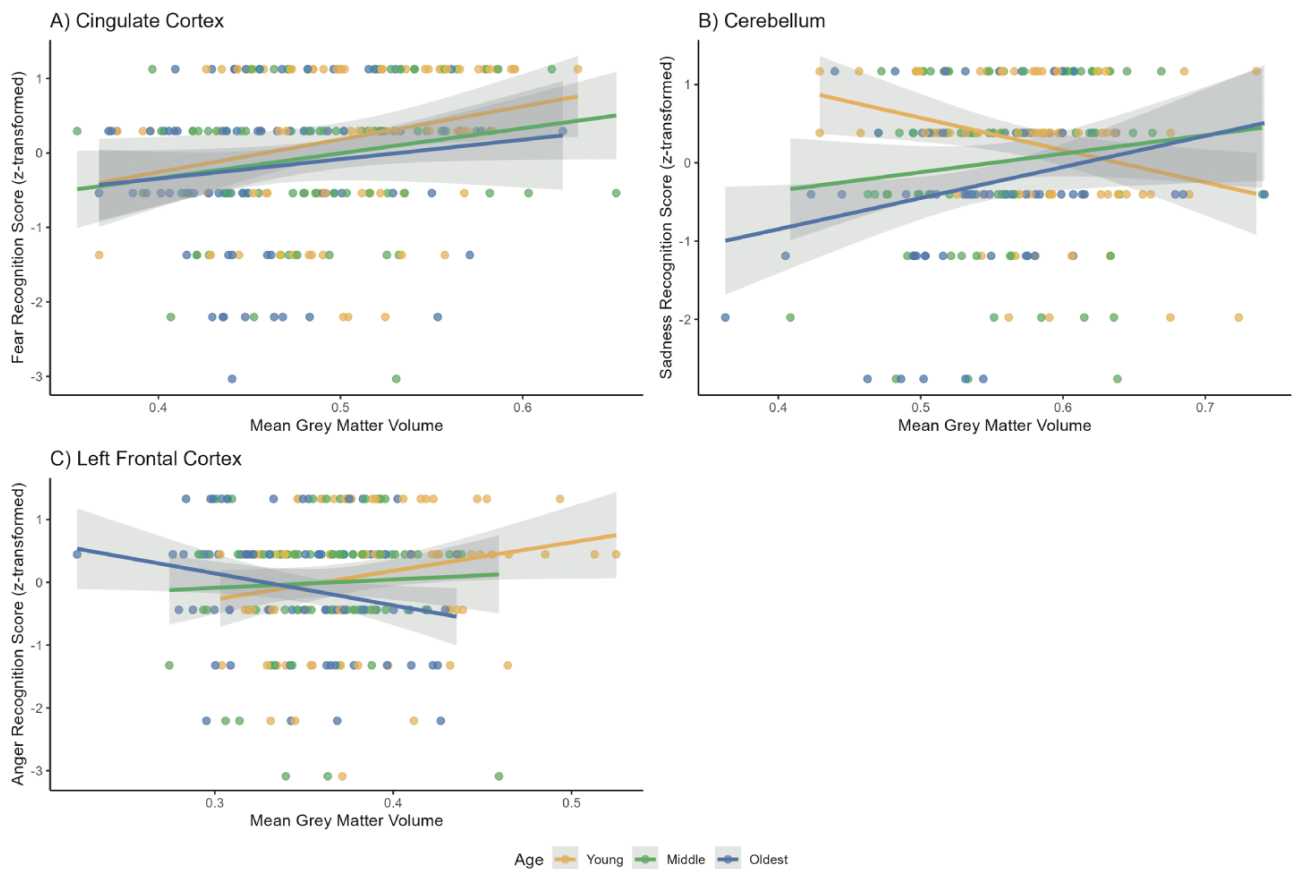 A) Cingulate Cortex
Fear Recognition Score (z-transformed)
1
0
-1
-2
-3
0.4 0.5 0.6
Mean Grey Matter Volume
B) Cerebellum
Sadness Recognition Score (z-transformed)
1
0
-1
-2
0.4 0.5 0.6 0.7
Mean Grey Matter Volume
C) Left Frontal Cortex
Anger Recognition Score (z-transformed)
1
0
-1
-2
-3
0.3 0.4 0.5
Mean Grey Matter Volume
Age Young Middle Oldest